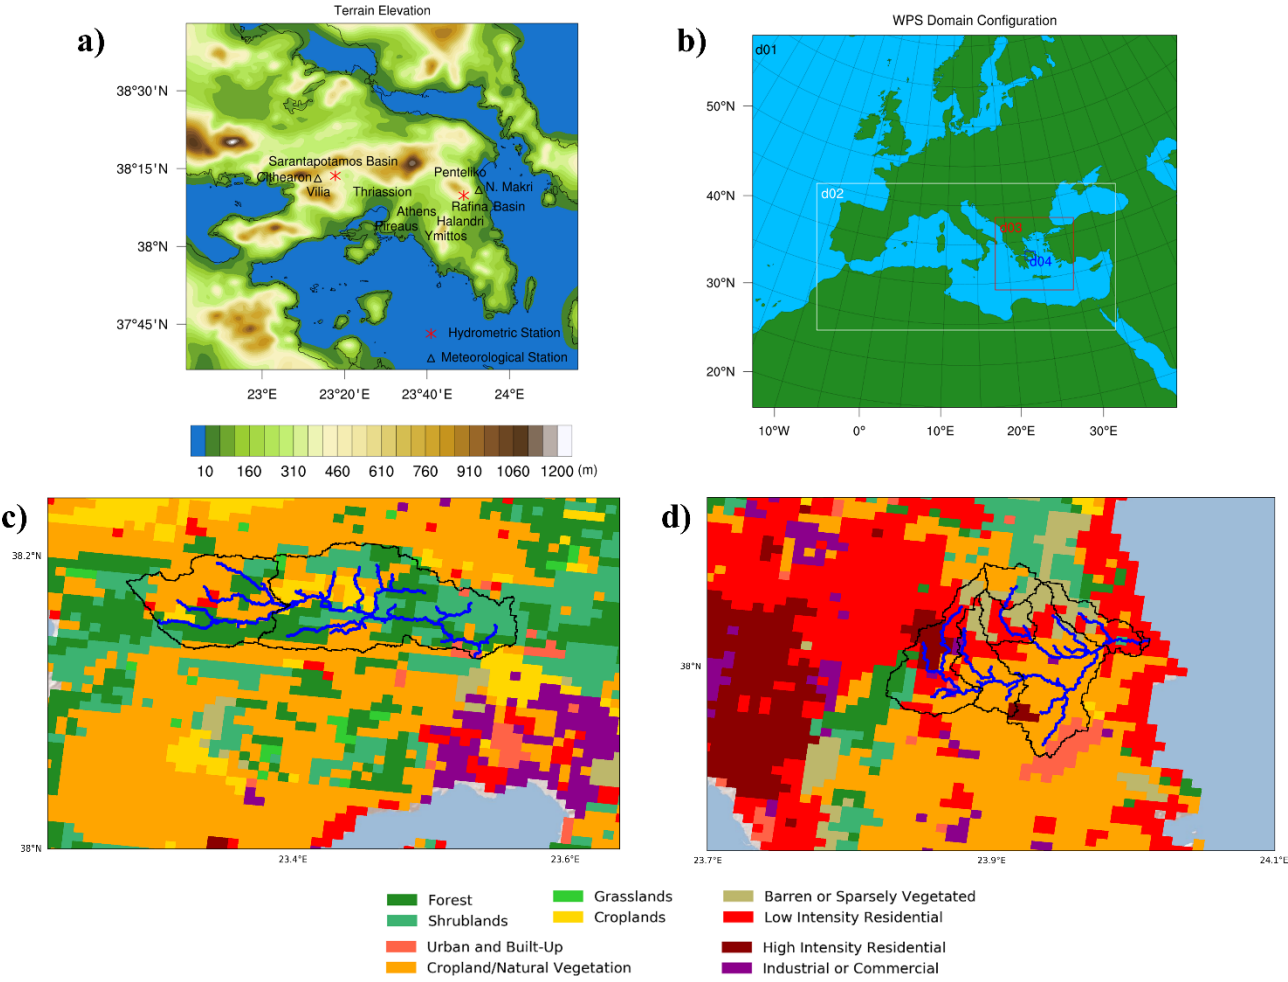 a)
Terrain Elevation
38°30'N
38°15'N
38°N
37°45'N
Sarantapotamos Basin
Cithearon
Vilia
Thriassion
Penteliko
N. Makri
Rafina Basin
Athens
Halandri
Pireaus
Ymittos
Hydrometric Station
Meteorological Station
23°E 23°20'E 23°40'E 24°E
10 160 310 460 610 760 910 1060 1200 (m)
b)
WPS Domain Configuration
d01
50°N
40°N
30°N
20°N
d02
d03
d04
10°W 0° 10°E 20°E 30°E
c)
38.2°N
38°N
23.4°E 23.6°E
d)
38°N
23.7°E 23.9°E 24.1°E
Forest
Shrublands
Urban and Built-Up
Cropland/Natural Vegetation
Grasslands
Croplands
Barren or Sparsely Vegetated
Low Intensity Residential
High Intensity Residential
Industrial or Commercial